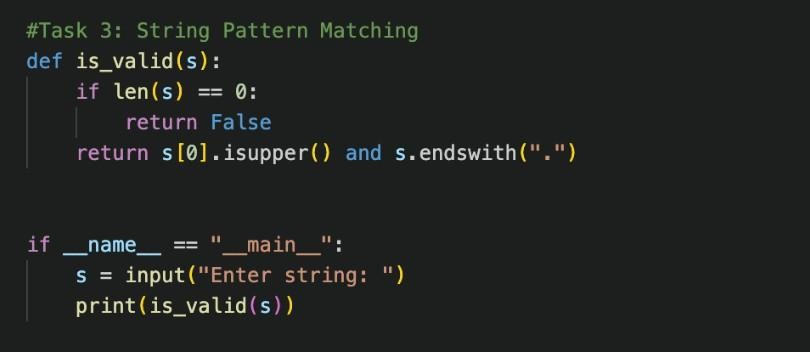 #Task 3: String Pattern Matching
def is_valid(s):
    if len(s) == 0:
        return False
    return s[0].isupper() and s.endswith(".")
if __name__ == "__main__":
    s = input("Enter string: ")
    print(is_valid(s))